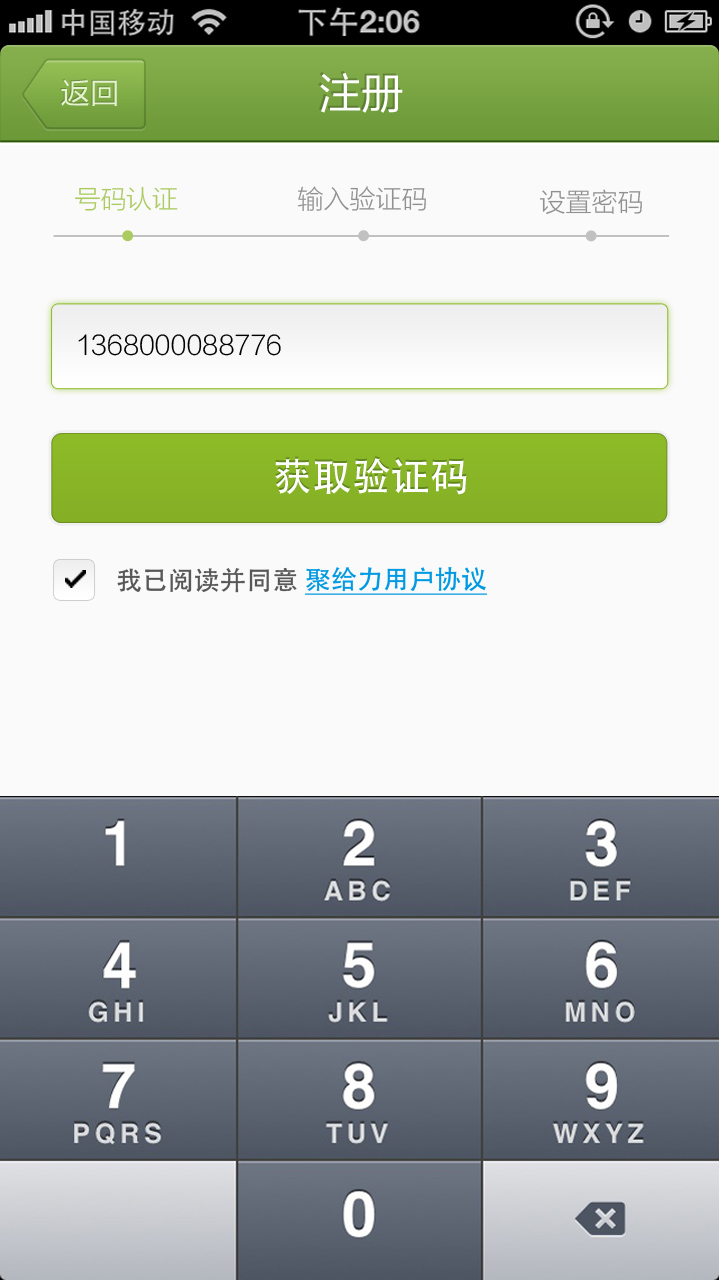 中国移动 下午2:06
返回 注册
号码认证 输入验证码 设置密码
1368000088776
获取验证码
我已阅读并同意 聚给力用户协议
1 2 3
ABC DEF
4 5 6
GHI JKL MNO
7 8 9
PQRS TUV WXYZ
0